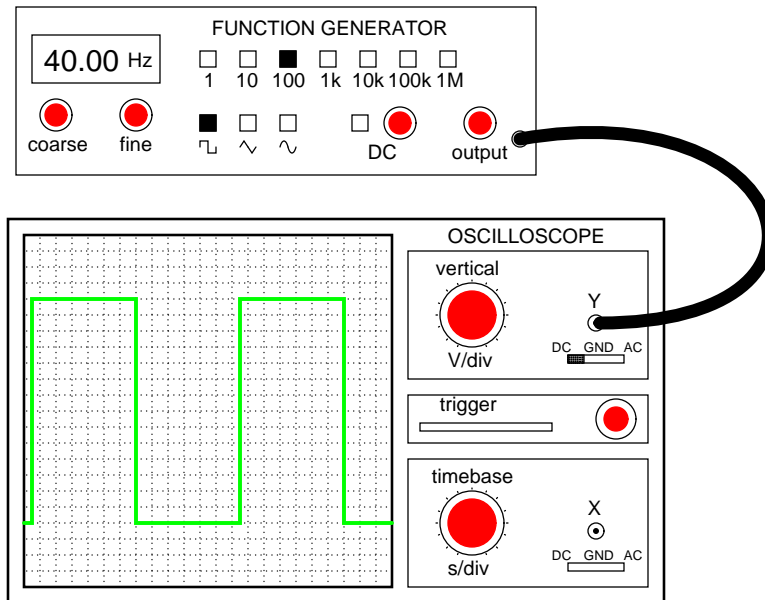 FUNCTION GENERATOR
40.00 Hz
1 10 100 1k 10k 100k 1M
coarse fine DC output
OSCILLOSCOPE
vertical
Y
DC GND AC
V/div
trigger
timebase
X
DC GND AC
s/div